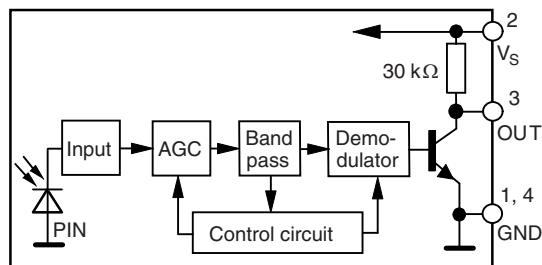 2
V_S
30 kΩ
3
OUT
Input
AGC
Band
pass
Demo-
dulator
1, 4
GND
PIN
Control circuit